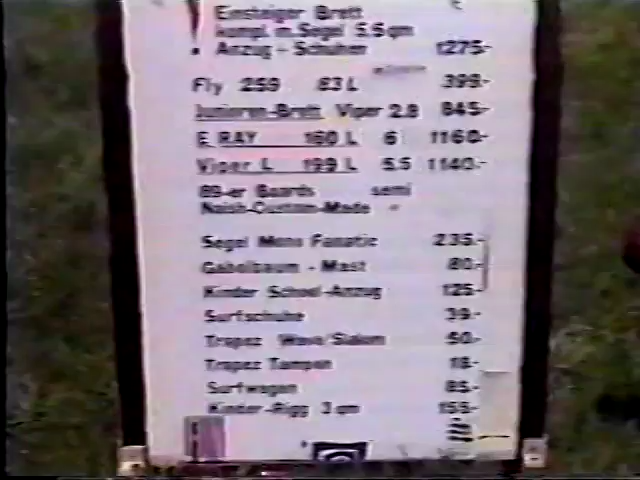 Einsteiger Brett
kompl. m. Segel 5.5 qm
Anzug - Schuhen 1275.-
Fly 259 83 L 399.-
Junioren-Brett Viper 2.8 845.-
E RAY 160 L 6 1160.-
Viper L 199 L 5.5 1140.-
89-er Boards semi
Naish-Custom-Made
Segel Mens Fanatic 235.-
Gabelbaum - Mast 80.-
Kinder School-Anzug 125.-
Surfschuhe 39.-
Trapez Wave/Slalom 50.-
Trapez Tampen 18.-
Surfwagen 85.-
Kinder-Rigg 3 qm 155.-